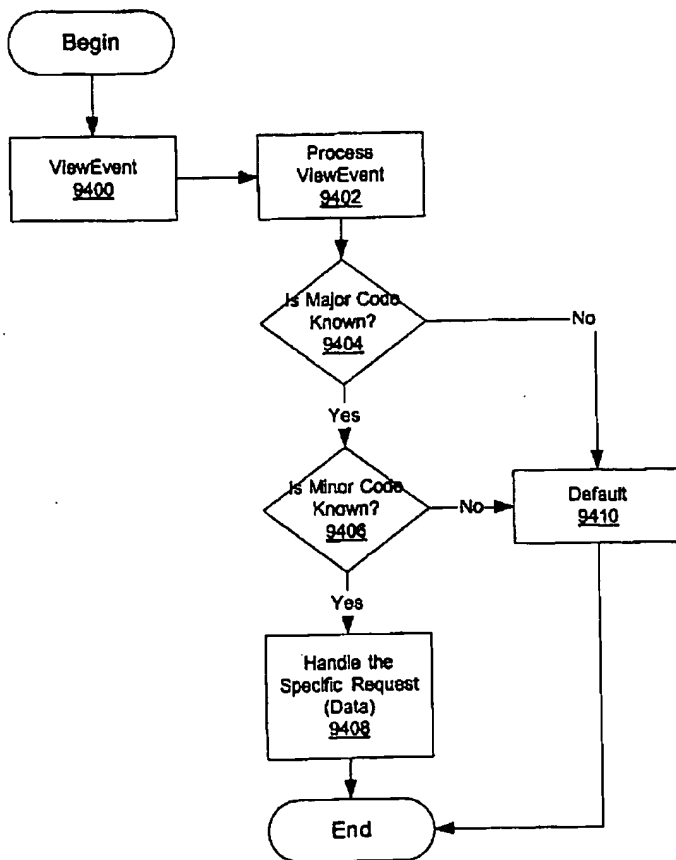 Begin
ViewEvent
9400
Process
ViewEvent
9402
Is Major Code
Known?
9404
No
Yes
Is Minor Code
Known?
9406
No
Default
9410
Yes
Handle the
Specific Request
(Data)
9408
End